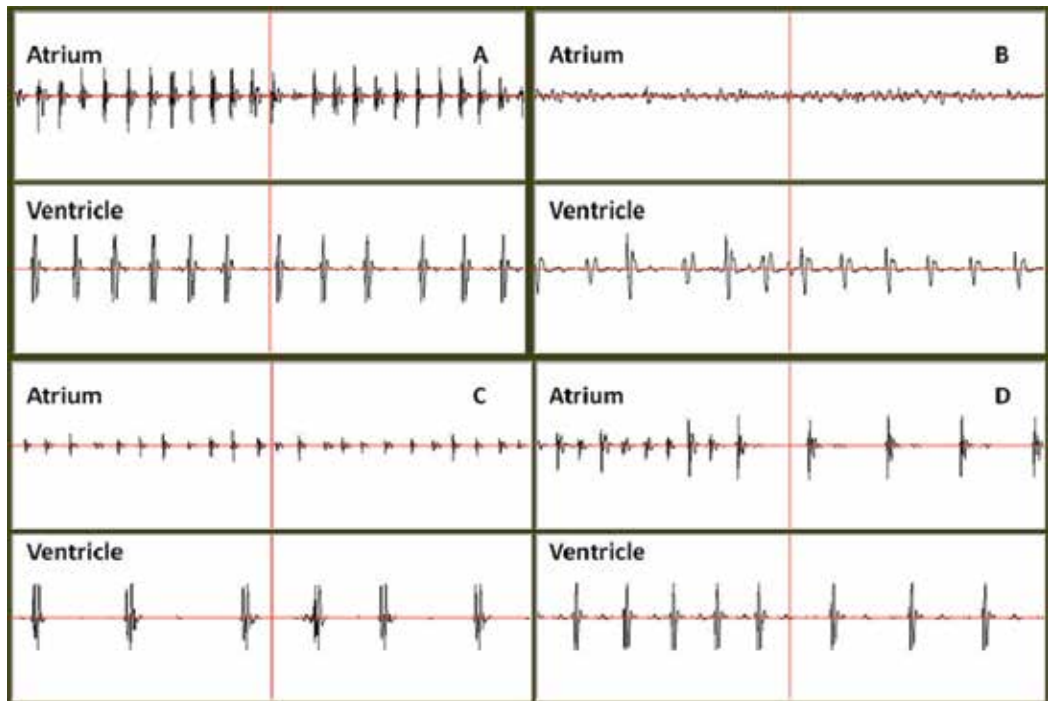 Atrium A
Ventricle
Atrium B
Ventricle
Atrium C
Ventricle
Atrium D
Ventricle